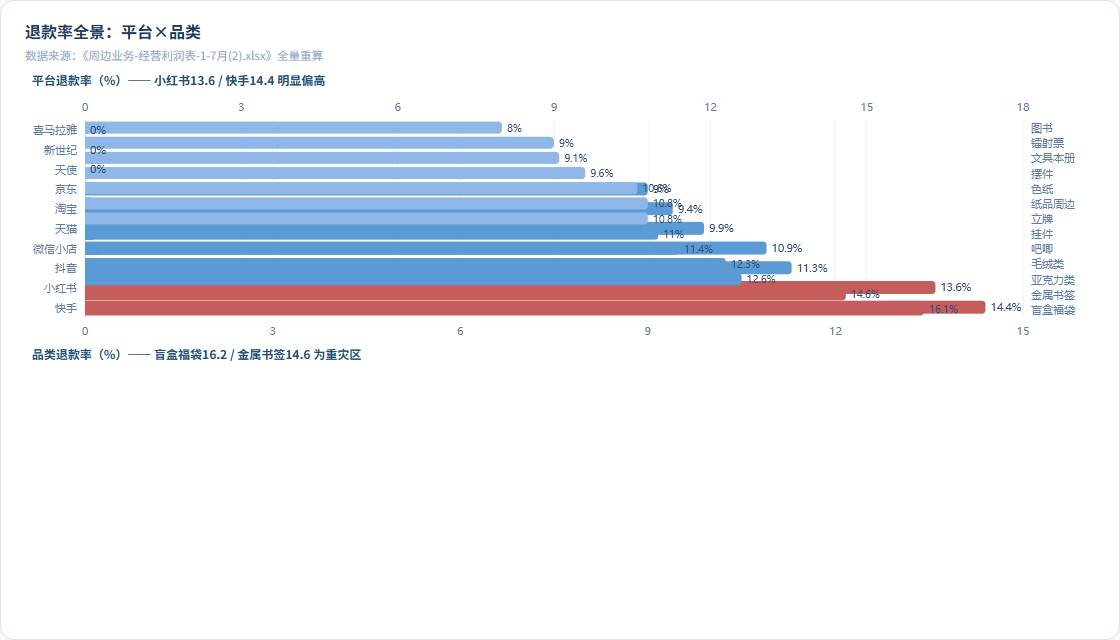 退款率全景：平台×品类
数据来源：《周边业务-经营利润表-1-7月(2).xlsx》全量重算
平台退款率（%）—— 小红书13.6 / 快手14.4 明显偏高
0 3 6 9 12 15 18
喜马拉雅 0% 8% 图书
9% 镭射票
新世纪 0% 9.1% 文具本册
天使 0% 9.6% 摆件
京东 10.6% 9% 色纸
淘宝 10.8% 9.4% 纸品周边
10.8% 立牌
天猫 11% 9.9% 挂件
微信小店 11.4% 10.9% 吧唧
抖音 12.3% 11.3% 毛绒类
12.6% 亚克力类
小红书 14.6% 13.6% 金属书签
快手 16.1% 14.4% 盲盒福袋
0 3 6 9 12 15
品类退款率（%）—— 盲盒福袋16.2 / 金属书签14.6 为重灾区